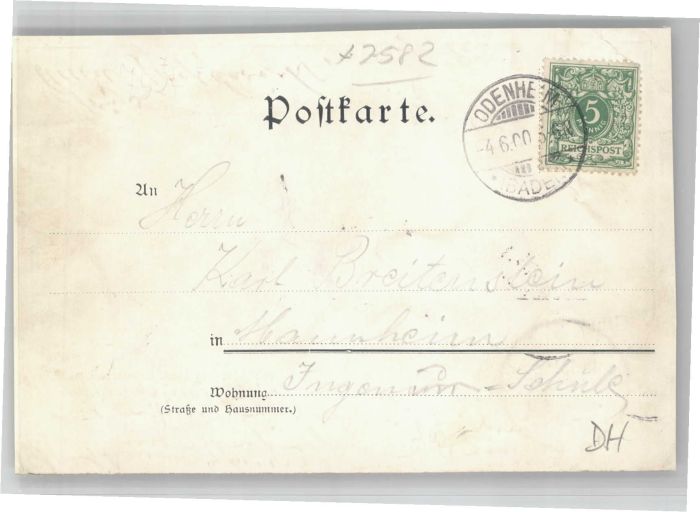 *7582
Postkarte.
ODENHEIM
-4.6.00.
BADEN
5
REICHSPOST
An
Herrn
Karl Breitenstein
in Mannheim
Wohnung Ingenieur-Schule
(Straße und Hausnummer.)
DH